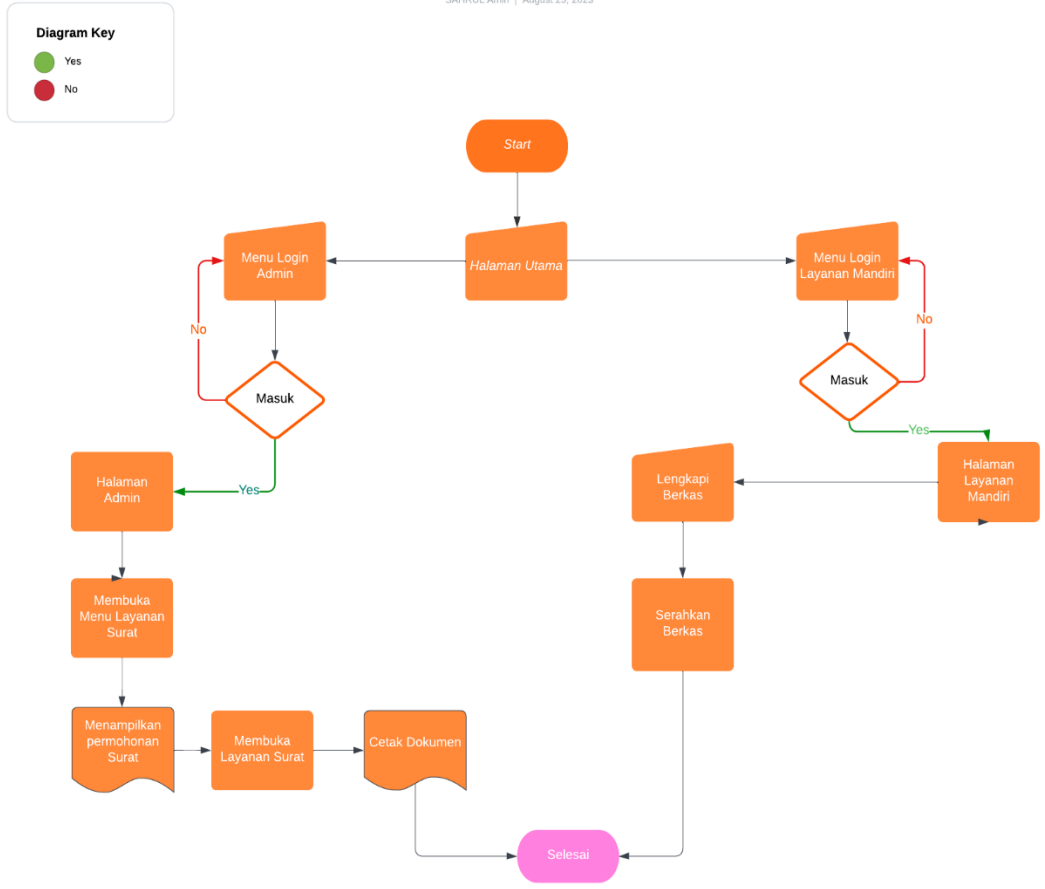 Diagram Key
Yes
No
Start
Menu Login
Admin
Halaman Utama
Menu Login
Layanan Mandiri
No
No
Masuk
Masuk
Yes
Yes
Halaman
Admin
Lengkapi
Berkas
Halaman
Layanan
Mandiri
Membuka
Menu Layanan
Surat
Serahkan
Berkas
Menampilkan
permohonan
Surat
Membuka
Layanan Surat
Cetak Dokumen
Selesai